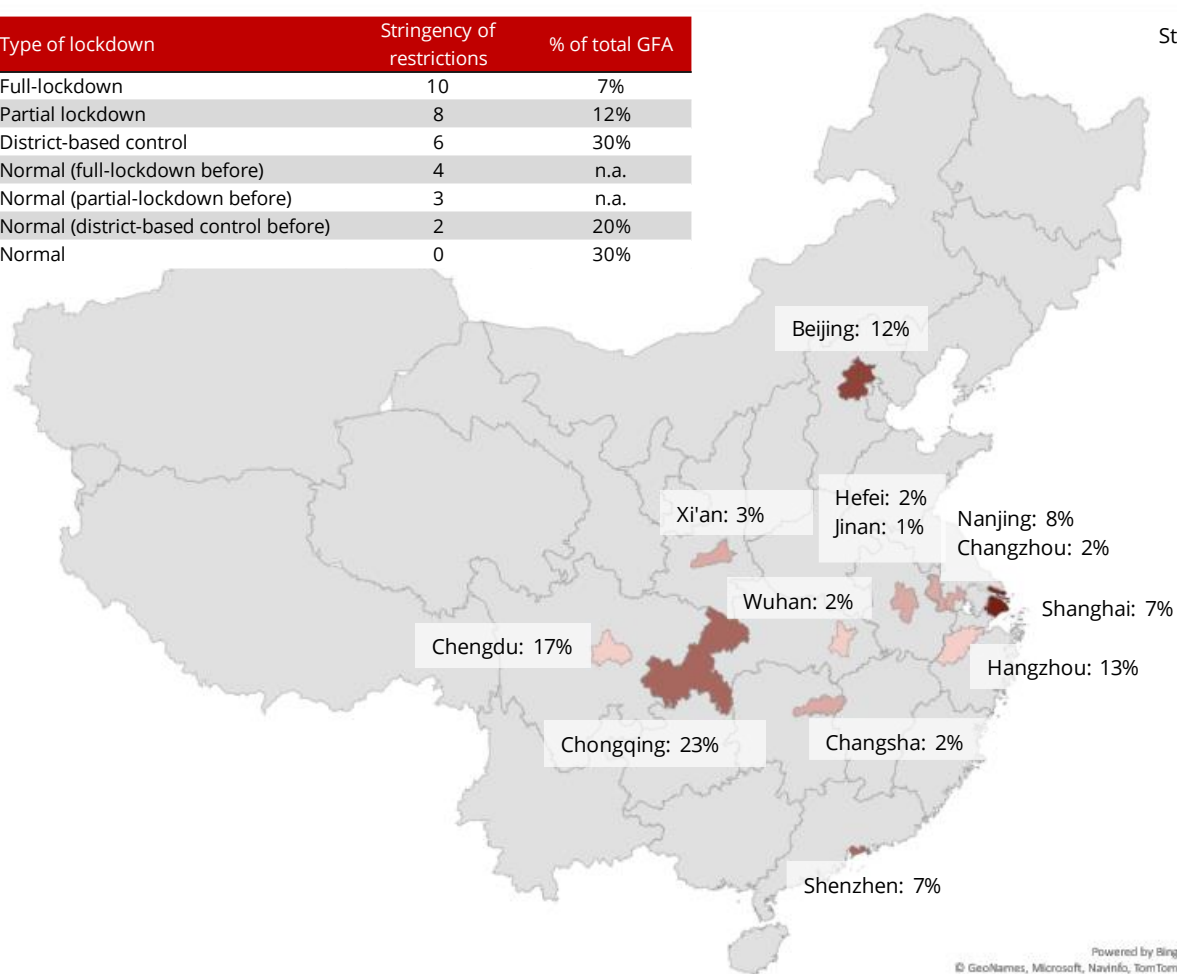 Type of lockdown Stringency of restrictions % of total GFA
Full-lockdown 10 7%
Partial lockdown 8 12%
District-based control 6 30%
Normal (full-lockdown before) 4 n.a.
Normal (partial-lockdown before) 3 n.a.
Normal (district-based control before) 2 20%
Normal 0 30%
St
Beijing: 12%
Xi'an: 3%
Hefei: 2%
Jinan: 1%
Nanjing: 8%
Changzhou: 2%
Wuhan: 2%
Shanghai: 7%
Chengdu: 17%
Hangzhou: 13%
Chongqing: 23%
Changsha: 2%
Shenzhen: 7%
Powered by Bing
© GeoNames, Microsoft, Navinfo, TomTom